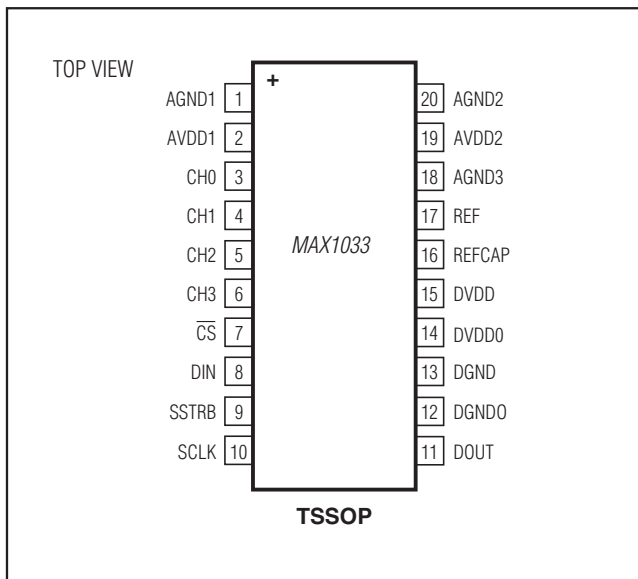 TOP VIEW
+
AGND1 1
AVDD1 2
CH0 3
CH1 4
CH2 5
CH3 6
C̅S̅ 7
DIN 8
SSTRB 9
SCLK 10
MAX1033
20 AGND2
19 AVDD2
18 AGND3
17 REF
16 REFCAP
15 DVDD
14 DVDD0
13 DGND
12 DGNDO
11 DOUT
TSSOP